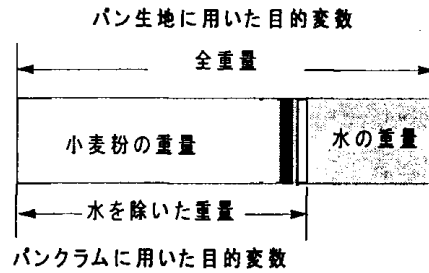 パン生地に用いた目的変数
全重量
小麦粉の重量
水の重量
水を除いた重量
パンクラムに用いた目的変数